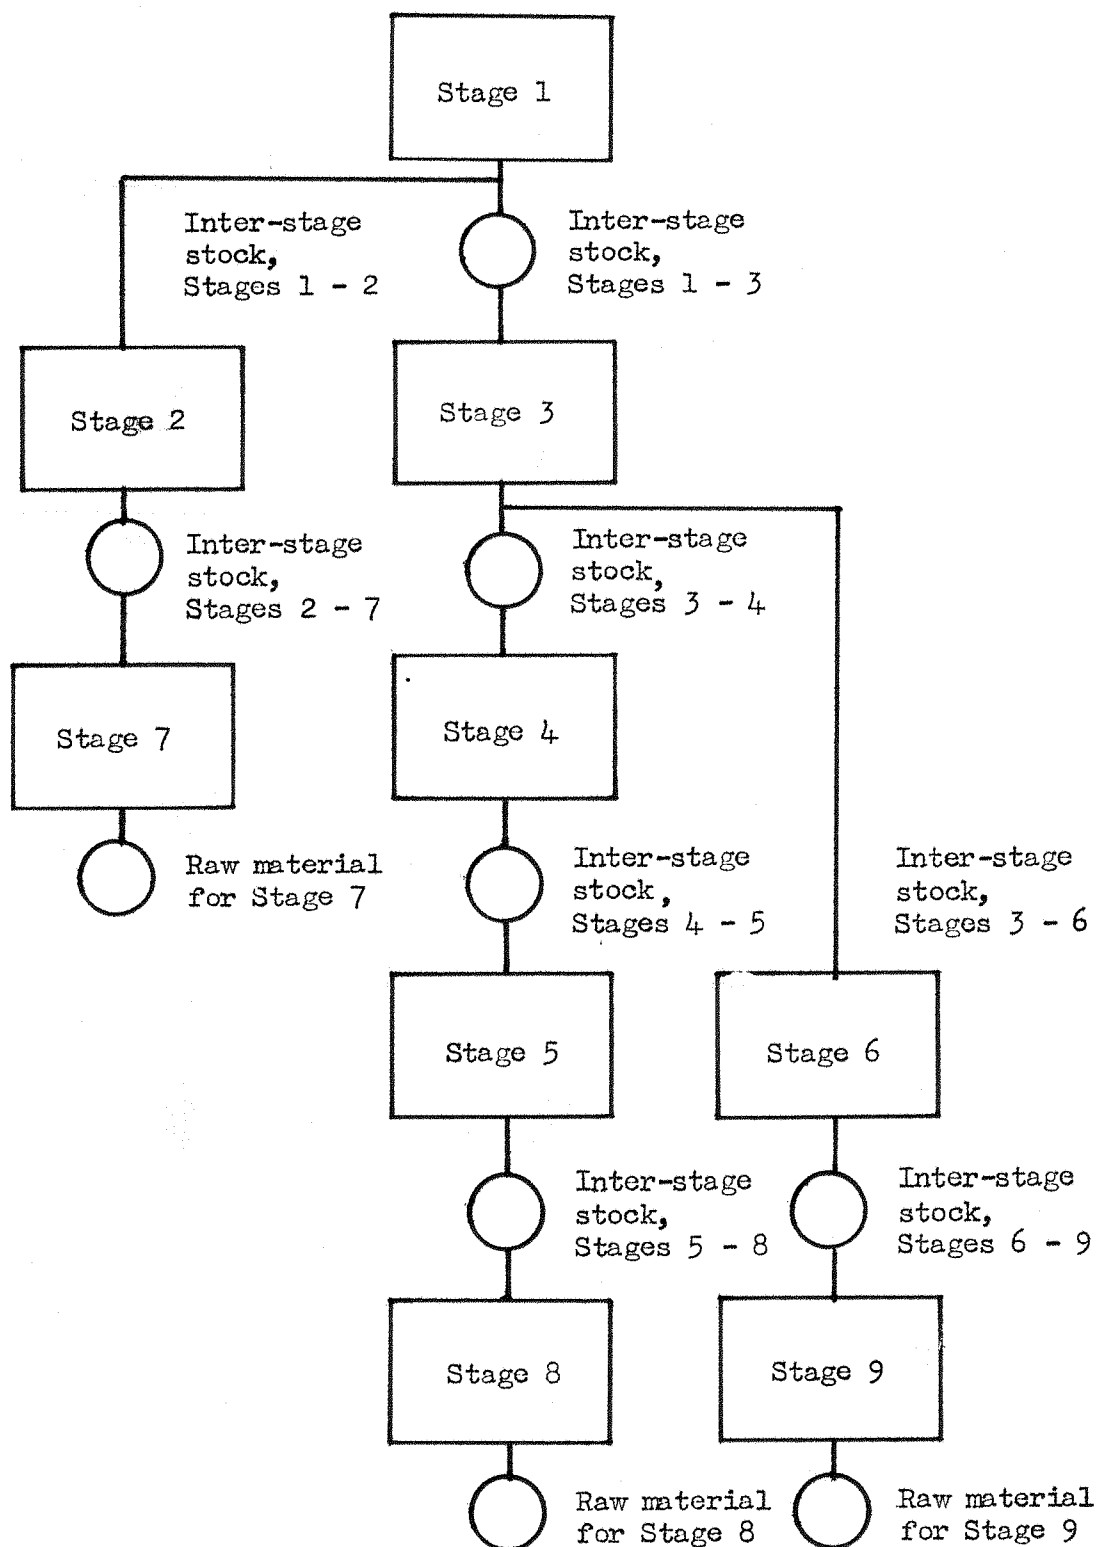 Stage 1
Inter-stage
stock,
Stages 1 - 2
Inter-stage
stock,
Stages 1 - 3
Stage 2
Stage 3
Inter-stage
stock,
Stages 2 - 7
Inter-stage
stock,
Stages 3 - 4
Stage 7
Stage 4
Raw material
for Stage 7
Inter-stage
stock,
Stages 4 - 5
Inter-stage
stock,
Stages 3 - 6
Stage 5
Stage 6
Inter-stage
stock,
Stages 5 - 8
Inter-stage
stock,
Stages 6 - 9
Stage 8
Stage 9
Raw material
for Stage 8
Raw material
for Stage 9